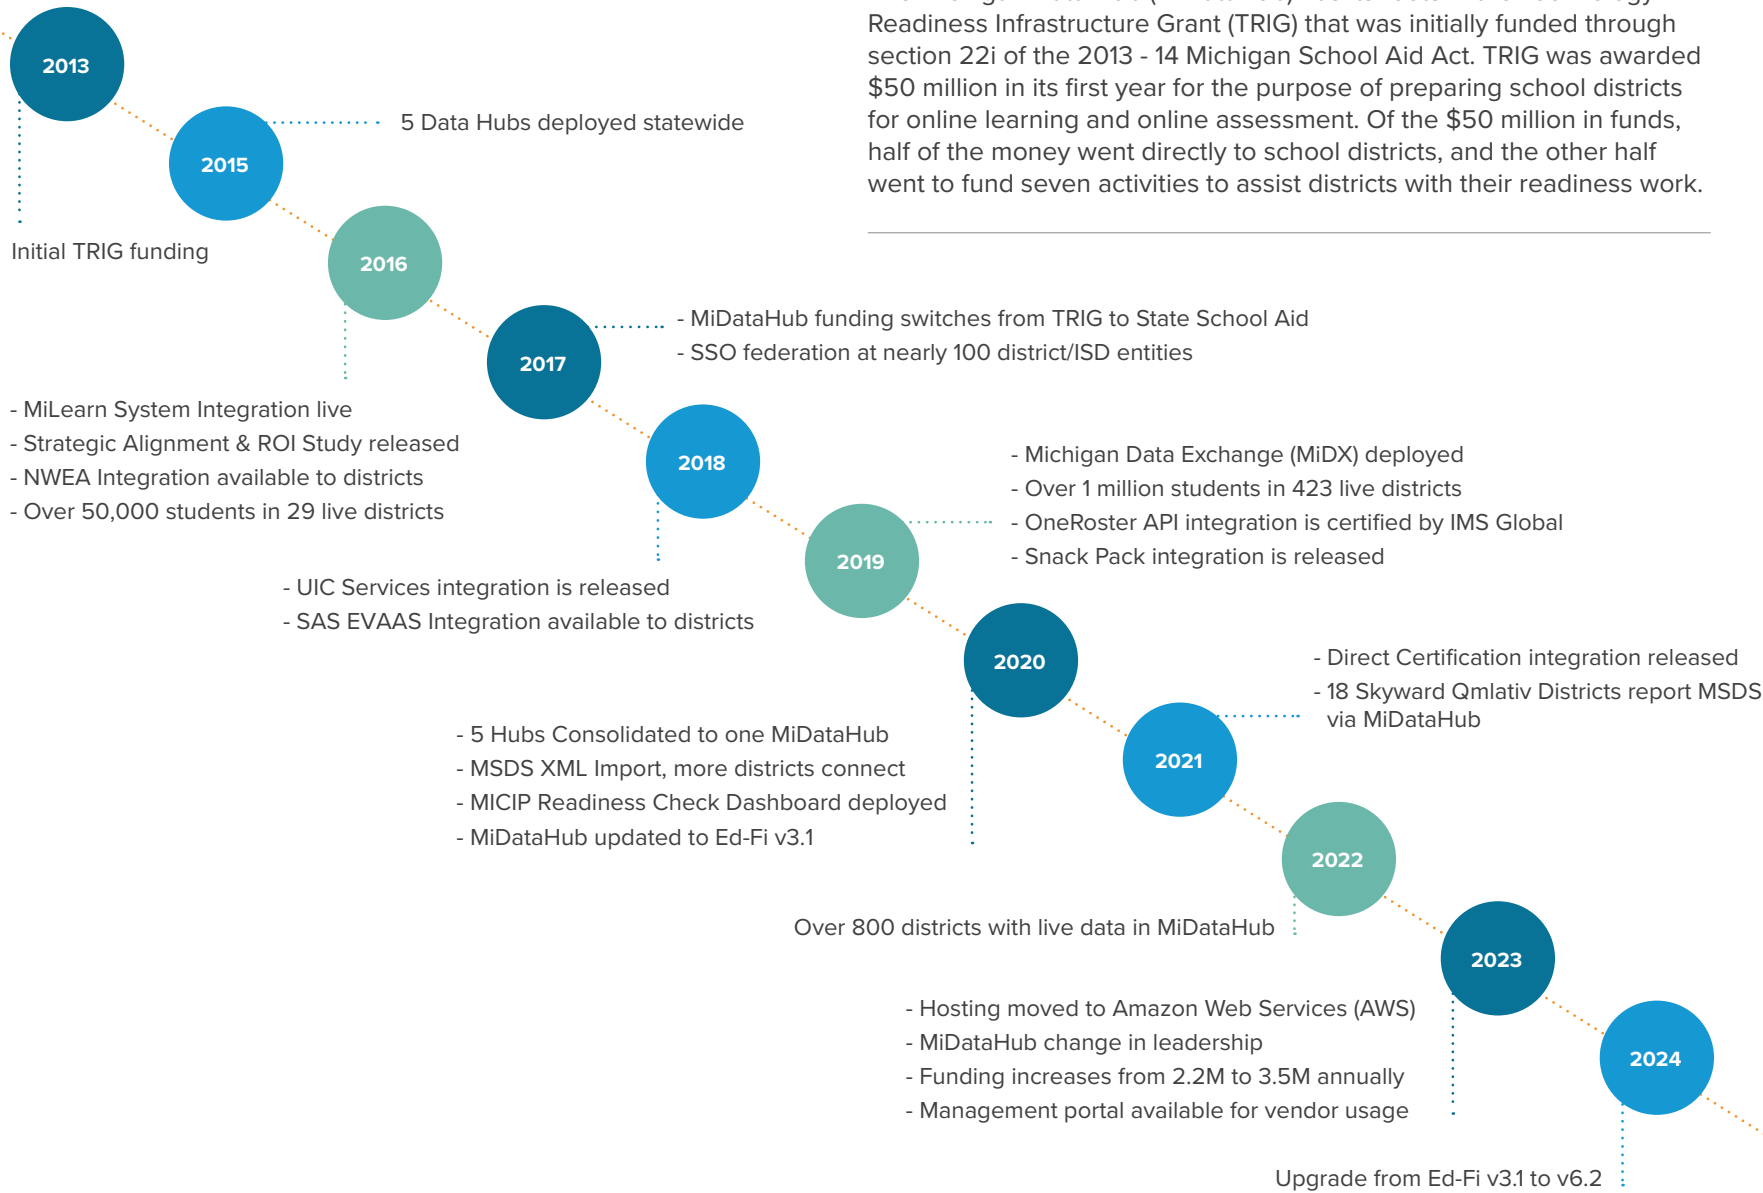 Readiness Infrastructure Grant (TRIG) that was initially funded through
section 22i of the 2013 - 14 Michigan School Aid Act. TRIG was awarded
$50 million in its first year for the purpose of preparing school districts
for online learning and online assessment. Of the $50 million in funds,
half of the money went directly to school districts, and the other half
went to fund seven activities to assist districts with their readiness work.
2013
Initial TRIG funding
2015
5 Data Hubs deployed statewide
2016
- MiLearn System Integration live
- Strategic Alignment & ROI Study released
- NWEA Integration available to districts
- Over 50,000 students in 29 live districts
2017
- MiDataHub funding switches from TRIG to State School Aid
- SSO federation at nearly 100 district/ISD entities
2018
- UIC Services integration is released
- SAS EVAAS Integration available to districts
2019
- Michigan Data Exchange (MiDX) deployed
- Over 1 million students in 423 live districts
- OneRoster API integration is certified by IMS Global
- Snack Pack integration is released
2020
- 5 Hubs Consolidated to one MiDataHub
- MSDS XML Import, more districts connect
- MICIP Readiness Check Dashboard deployed
- MiDataHub updated to Ed-Fi v3.1
2021
- Direct Certification integration released
- 18 Skyward Qmlativ Districts report MSDS
via MiDataHub
2022
Over 800 districts with live data in MiDataHub
2023
- Hosting moved to Amazon Web Services (AWS)
- MiDataHub change in leadership
- Funding increases from 2.2M to 3.5M annually
- Management portal available for vendor usage
2024
Upgrade from Ed-Fi v3.1 to v6.2